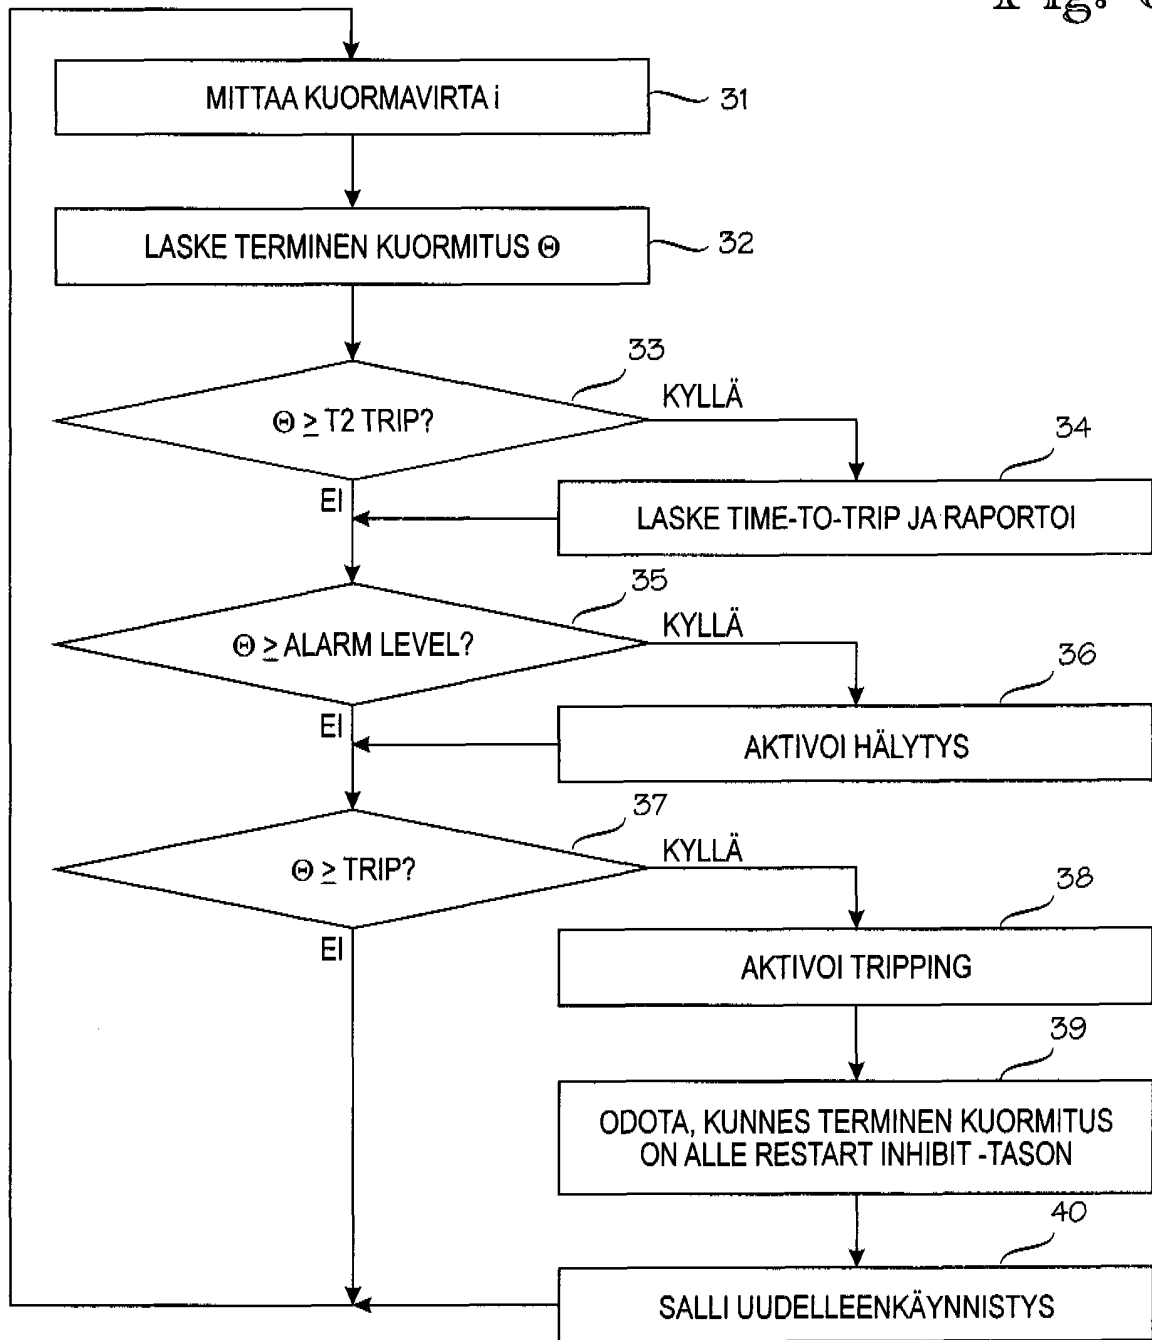 Fig.
MITTAA KUORMAVIRTA i
31
LASKE TERMINEN KUORMITUS Θ
32
33
Θ ≥ T2 TRIP?
KYLLÄ
34
EI
LASKE TIME-TO-TRIP JA RAPORTOI
35
Θ ≥ ALARM LEVEL?
KYLLÄ
36
EI
AKTIVOI HÄLYTYS
37
Θ ≥ TRIP?
KYLLÄ
38
EI
AKTIVOI TRIPPING
39
ODOTA, KUNNES TERMINEN KUORMITUS
ON ALLE RESTART INHIBIT -TASON
40
SALLI UUDELLEENKÄYNNISTYS